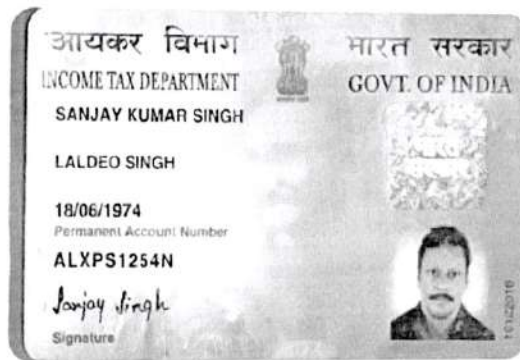 आयकर विभाग
भारत सरकार
INCOME TAX DEPARTMENT
GOVT. OF INDIA
SANJAY KUMAR SINGH
LALDEO SINGH
18/06/1974
Permanent Account Number
ALXPS1254N
Sanjay Singh
Signature